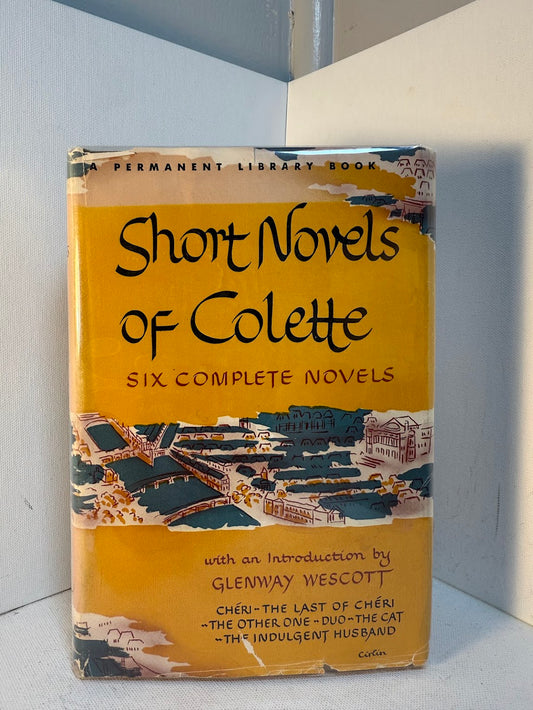 A PERMANENT LIBRARY BOOK
Short Novels
of Colette
SIX COMPLETE NOVELS
with an Introduction by
GLENWAY WESCOTT
CHÉRI - THE LAST OF CHÉRI
- THE OTHER ONE - DUO - THE CAT
- THE INDULGENT HUSBAND
Cirlin